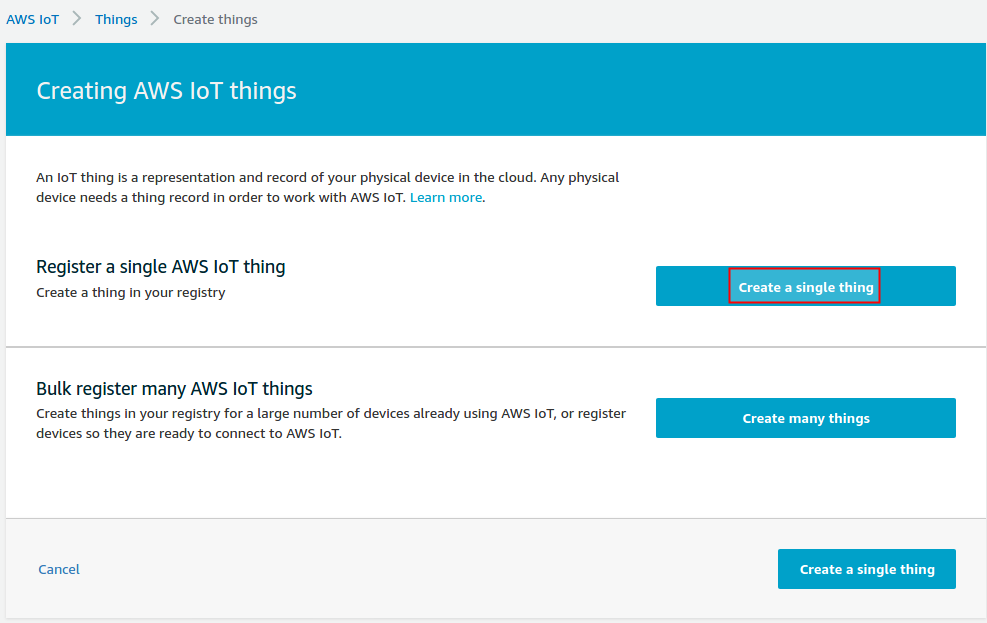 AWS IoT > Things > Create things
Creating AWS IoT things
An IoT thing is a representation and record of your physical device in the cloud. Any physical
device needs a thing record in order to work with AWS IoT. Learn more.
Register a single AWS IoT thing
Create a thing in your registry
Create a single thing
Bulk register many AWS IoT things
Create things in your registry for a large number of devices already using AWS IoT, or register
devices so they are ready to connect to AWS IoT.
Create many things
Cancel
Create a single thing